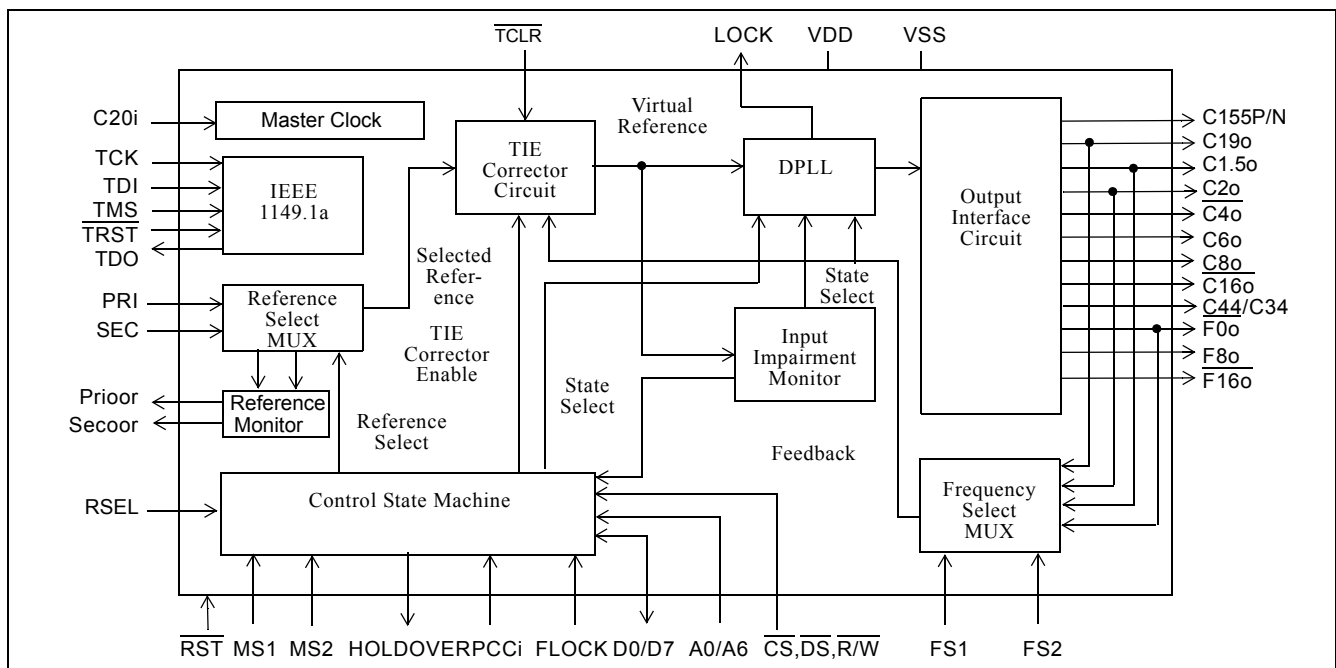 TCLR LOCK VDD VSS
C20i
Master Clock
TCK
TDI
TMS
TRST
TDO
IEEE
1149.1a
PRI
SEC
Reference
Select
MUX
Prioor
Secoor
Reference
Monitor
RSEL
Control State Machine
TIE
Corrector
Circuit
Virtual
Reference
DPLL
Selected
Refer-
ence
TIE
Corrector
Enable
Reference
Select
State
Select
State
Select
Input
Impairment
Monitor
Feedback
Output
Interface
Circuit
Frequency
Select
MUX
C155P/N
C19o
C1.5o
C2o
C4o
C6o
C8o
C16o
C44/C34
F0o
F8o
F16o
RST MS1 MS2 HOLDOVER PCCi FLOCK D0/D7 A0/A6 CS,DS,R/W FS1 FS2